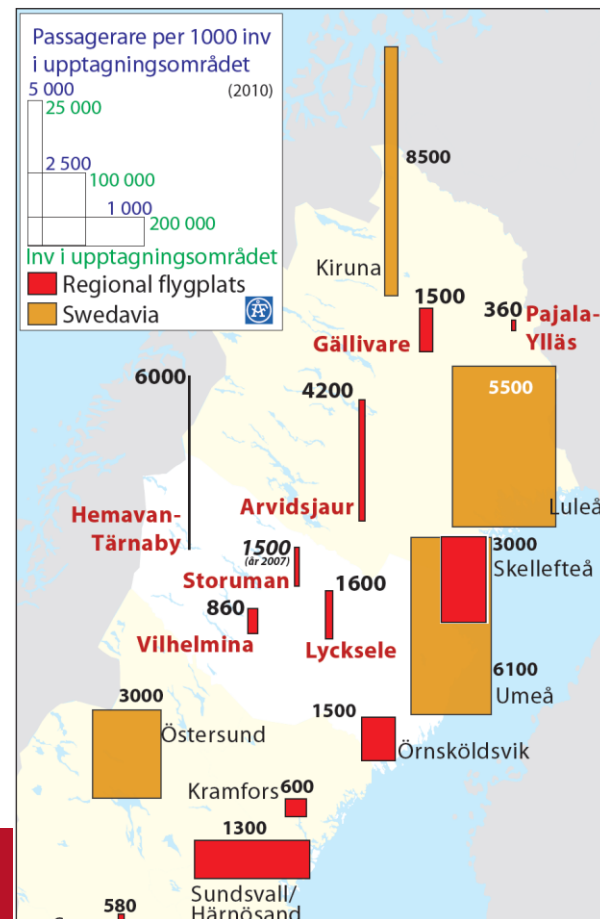 Passagerare per 1000 inv
i upptagningsområdet
(2010)
5 000
25 000
2 500
100 000
1 000
200 000
Inv i upptagningsområdet
Regional flygplats
Swedavia
8500
Kiruna
1500
Gällivare
360
Pajala-
Ylläs
6000
4200
5500
Arvidsjaur
Luleå
Hemavan-
Tärnaby
1500
(år 2007)
Storuman
3000
Skellefteå
860
1600
Vilhelmina
Lycksele
6100
Umeå
3000
1500
Östersund
Örnsköldsvik
Kramfors
600
1300
Sundsvall/
Härnösand
580